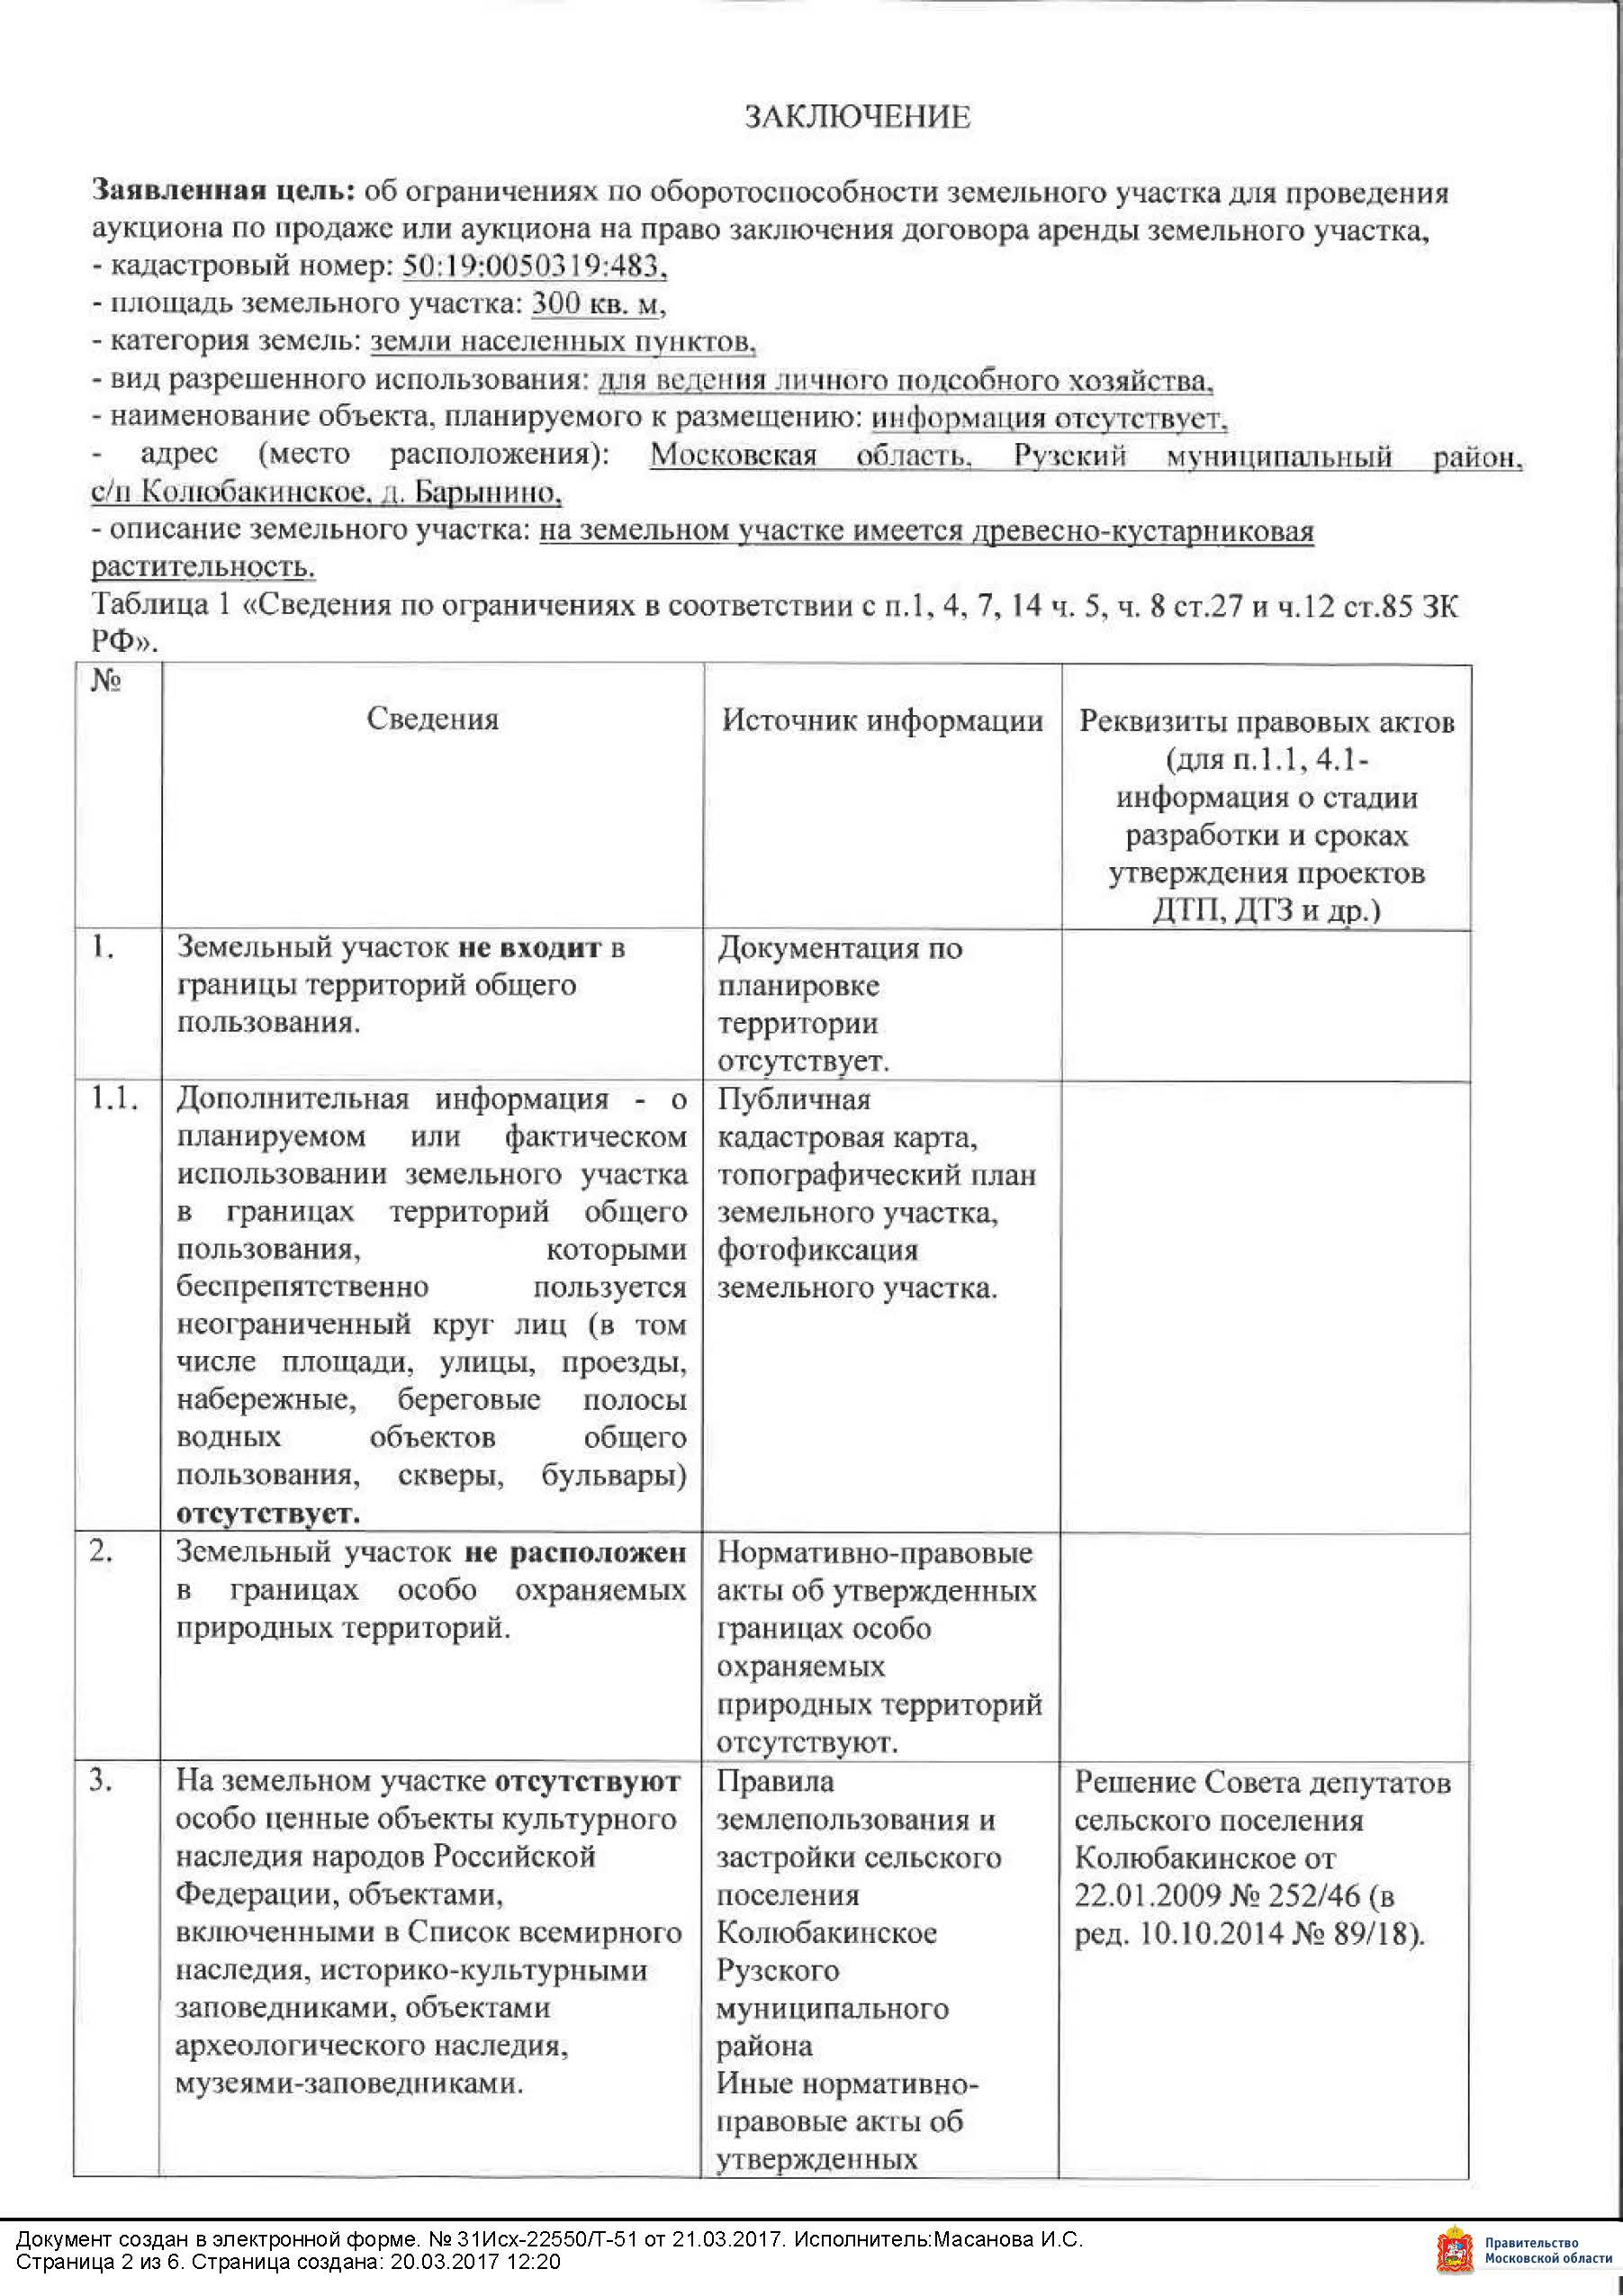 ЗАКЛЮЧЕНИЕ
Заявленная цель: об ограничениях по оборотоспособности земельного участка для проведения
аукциона по продаже или аукциона на право заключения договора аренды земельного участка,
- кадастровый номер: 50:19:0050319:483,
- площадь земельного участка: 300 кв. м,
- категория земель: земли населенных пунктов,
- вид разрешенного использования: для ведения личного подсобного хозяйства,
- наименование объекта, планируемого к размещению: информация отсутствует,
- адрес (место расположения): Московская область, Рузский муниципальный район,
с/п Колюбакинское, д. Барынино,
- описание земельного участка: на земельном участке имеется древесно-кустарниковая
растительность.
Таблица 1 «Сведения по ограничениях в соответствии с п.1, 4, 7, 14 ч. 5, ч. 8 ст.27 и ч.12 ст.85 ЗК
РФ».
№
Сведения
Источник информации
Реквизиты правовых актов
(для п.1.1, 4.1-
информация о стадии
разработки и сроках
утверждения проектов
ДТП, ДТЗ и др.)
1.
Земельный участок не входит в
границы территорий общего
пользования.
Документация по
планировке
территории
отсутствует.
1.1.
Дополнительная информация - о
планируемом или фактическом
использовании земельного участка
в границах территорий общего
пользования, которыми
беспрепятственно пользуется
неограниченный круг лиц (в том
числе площади, улицы, проезды,
набережные, береговые полосы
водных объектов общего
пользования, скверы, бульвары)
отсутствует.
Публичная
кадастровая карта,
топографический план
земельного участка,
фотофиксация
земельного участка.
2.
Земельный участок не расположен
в границах особо охраняемых
природных территорий.
Нормативно-правовые
акты об утвержденных
границах особо
охраняемых
природных территорий
отсутствуют.
3.
На земельном участке отсутствуют
особо ценные объекты культурного
наследия народов Российской
Федерации, объектами,
включенными в Список всемирного
наследия, историко-культурными
заповедниками, объектами
археологического наследия,
музеями-заповедниками.
Правила
землепользования и
застройки сельского
поселения
Колюбакинское
Рузского
муниципального
района
Иные нормативно-
правовые акты об
утвержденных
Решение Совета депутатов
сельского поселения
Колюбакинское от
22.01.2009 № 252/46 (в
ред. 10.10.2014 № 89/18).
Документ создан в электронной форме. № 31Исх-22550/Т-51 от 21.03.2017. Исполнитель:Масанова И.С.
Страница 2 из 6. Страница создана: 20.03.2017 12:20
Правительство
Московской области